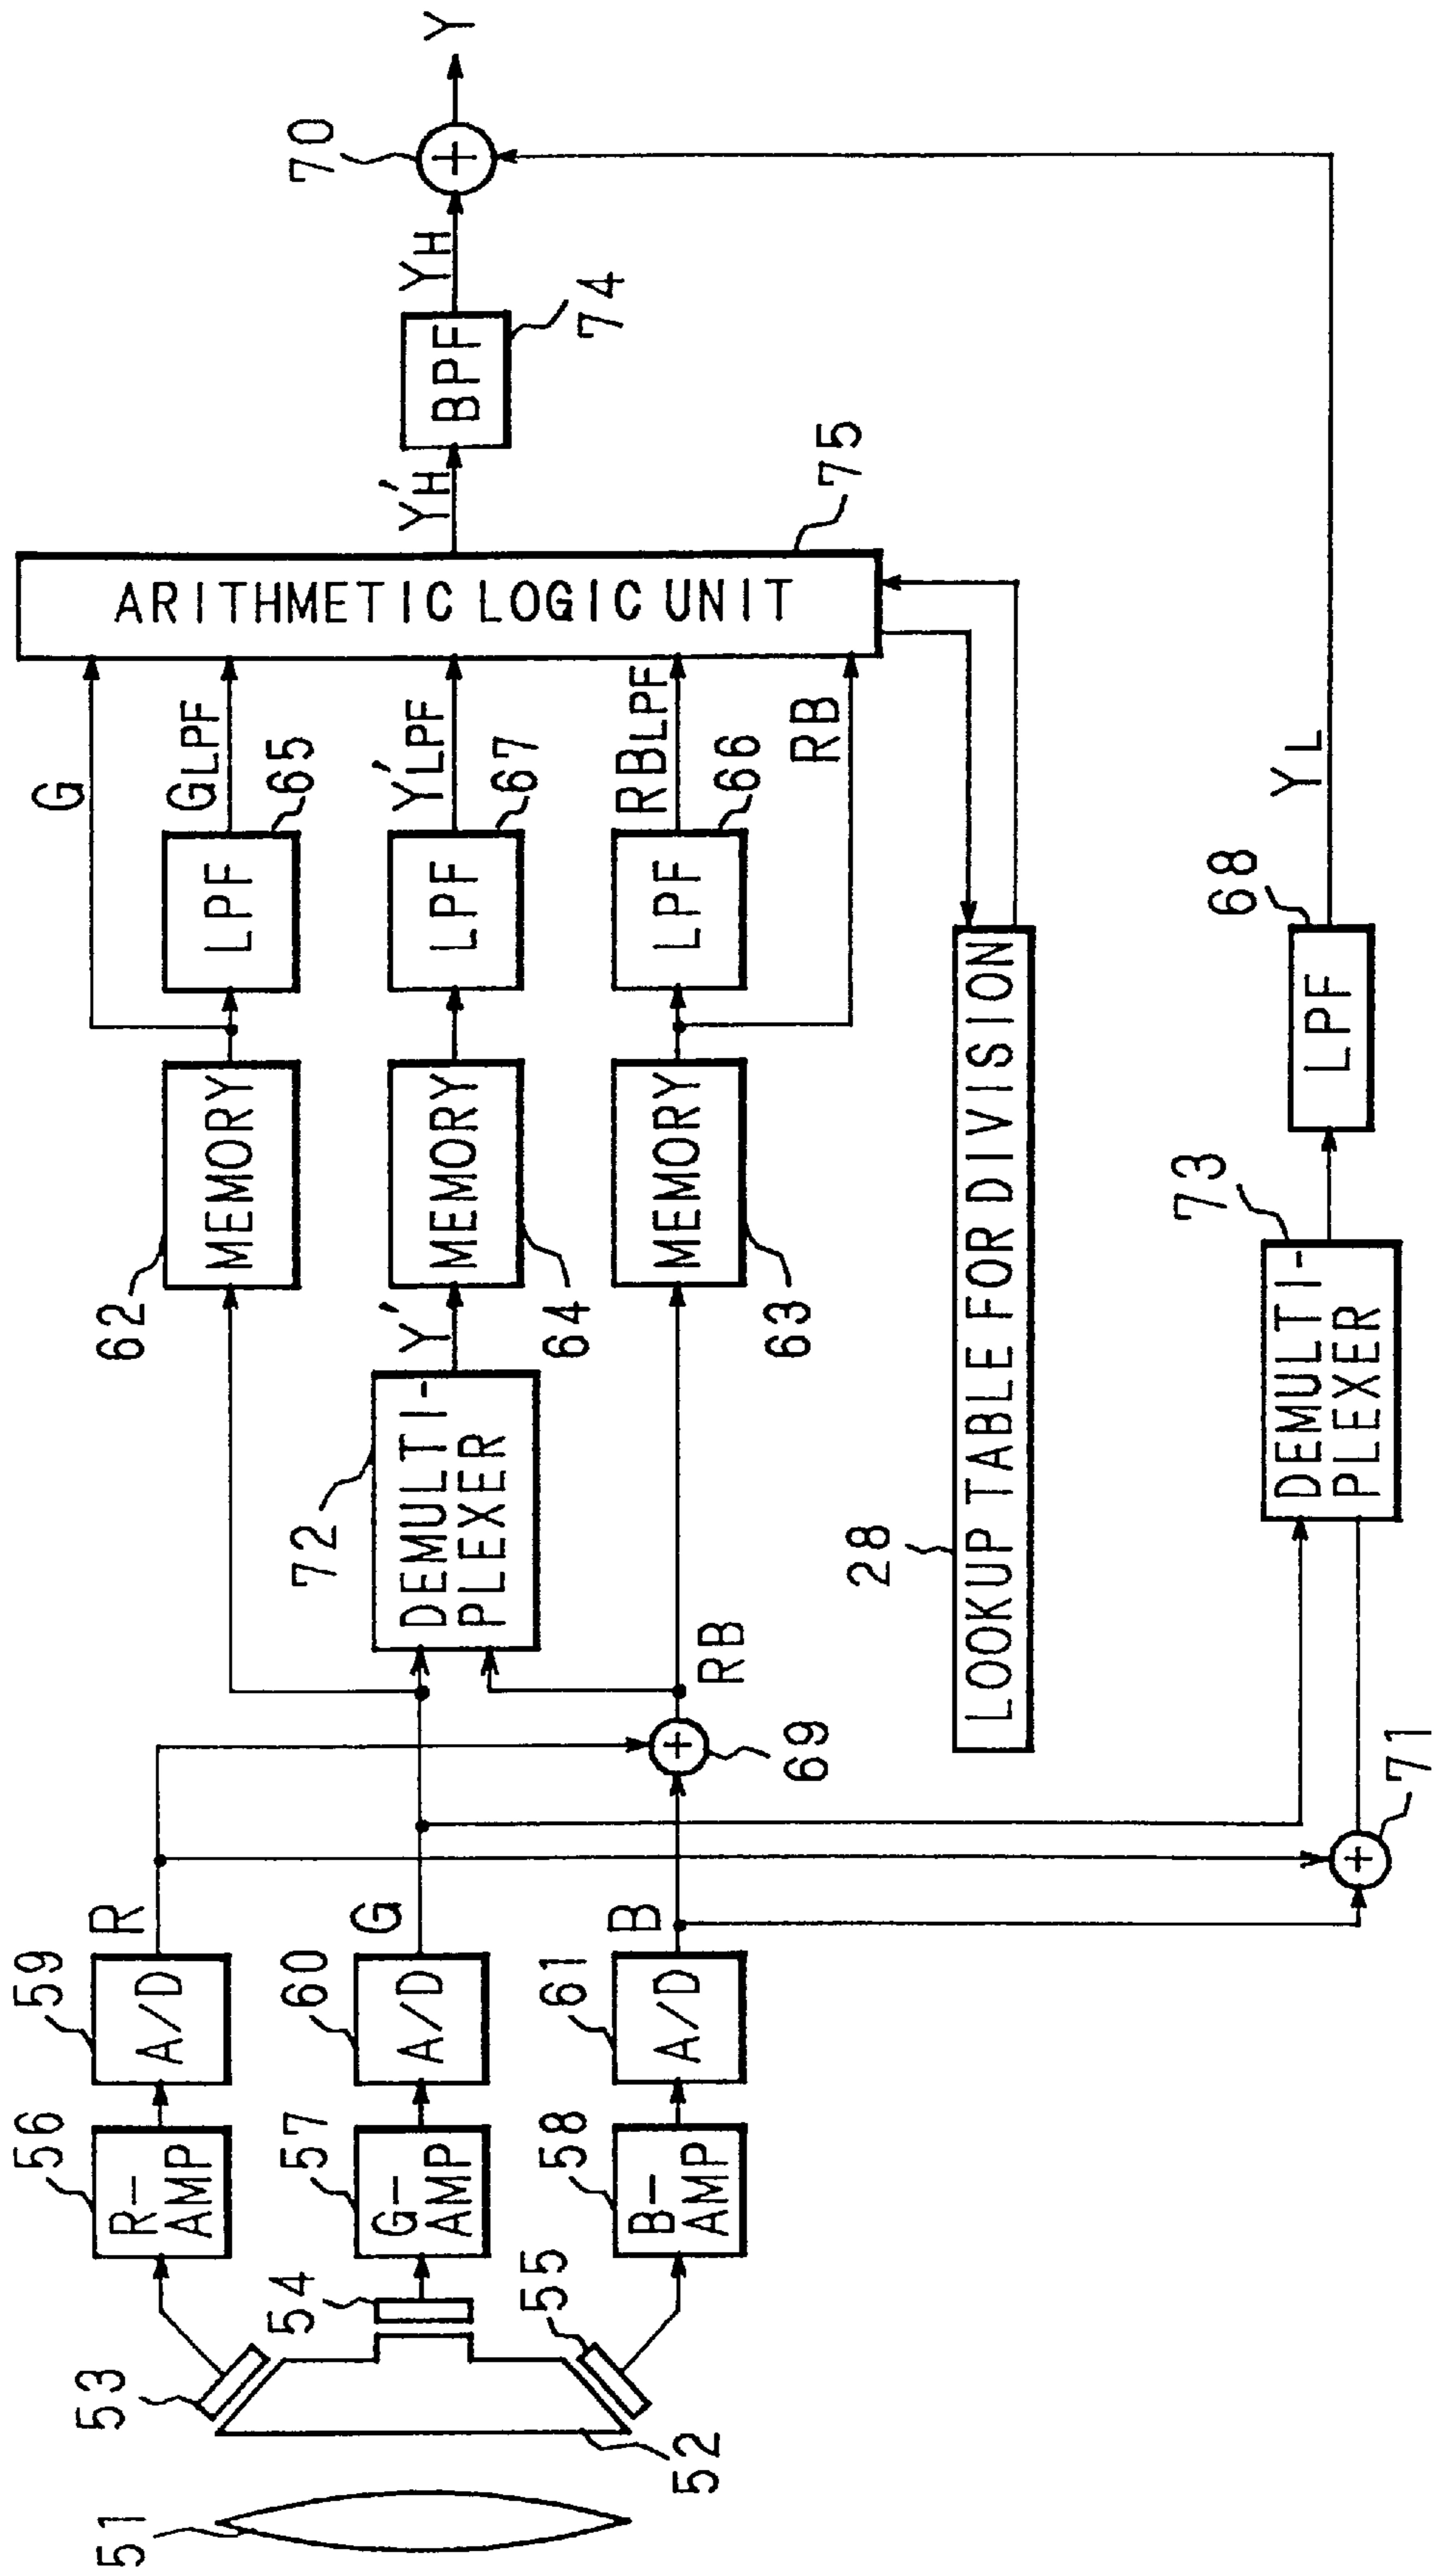 51
52
53
54
55
56
R-
AMP
57
G-
AMP
58
B-
AMP
59
A/D
60
A/D
61
A/D
R
G
B
69
RB
71
72
DEMULTI-
PLEXER
Y'
62
MEMORY
64
MEMORY
63
MEMORY
28
LOOKUP TABLE FOR DIVISION
73
DEMULTI-
PLEXER
G
LPF
65
GLPF
LPF
67
Y'LPF
LPF
66
RBLPF
RB
LPF
68
YL
ARITHMETIC LOGIC UNIT
75
Y'H
BPF
74
YH
70
Y